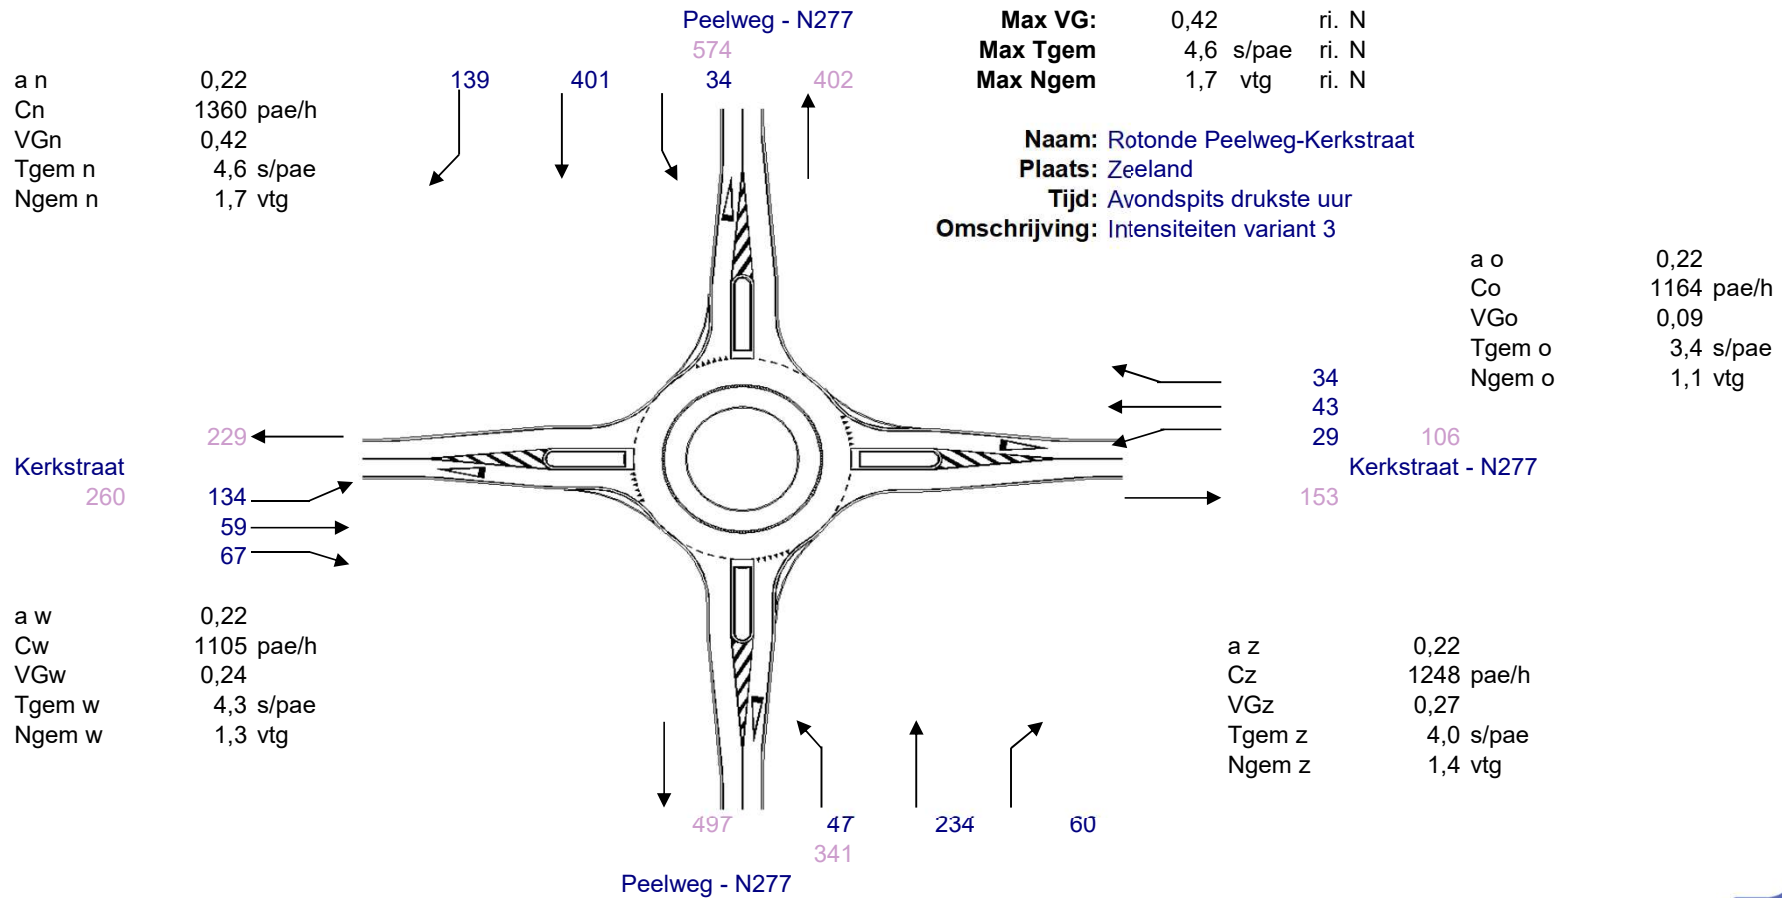 Peelweg - N277
574
139 401 34 402
a n 0,22
Cn 1360 pae/h
VGn 0,42
Tgem n 4,6 s/pae
Ngem n 1,7 vtg
Max VG: 0,42 ri. N
Max Tgem 4,6 s/pae ri. N
Max Ngem 1,7 vtg ri. N
Naam: Rotonde Peelweg-Kerkstraat
Plaats: Zeeland
Tijd: Avondspits drukste uur
Omschrijving: Intensiteiten variant 3
a o 0,22
Co 1164 pae/h
VGo 0,09
Tgem o 3,4 s/pae
Ngem o 1,1 vtg
34
43
29 106
Kerkstraat - N277
153
229
Kerkstraat
260 134
59
67
a w 0,22
Cw 1105 pae/h
VGw 0,24
Tgem w 4,3 s/pae
Ngem w 1,3 vtg
a z 0,22
Cz 1248 pae/h
VGz 0,27
Tgem z 4,0 s/pae
Ngem z 1,4 vtg
497 47 234 60
341
Peelweg - N277